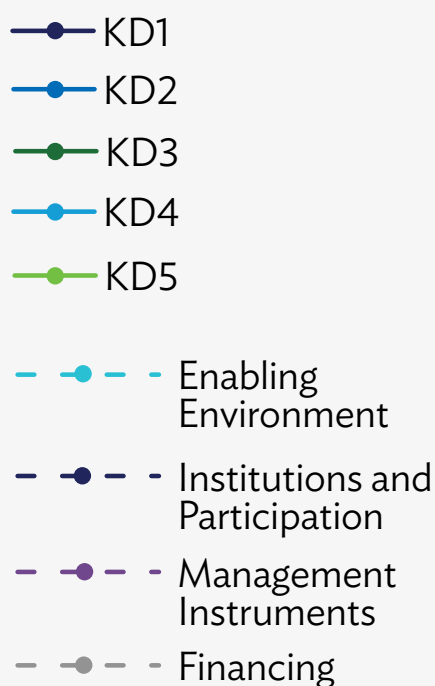 KD1
KD2
KD3
KD4
KD5
Enabling
Environment
Institutions and
Participation
Management
Instruments
Financing